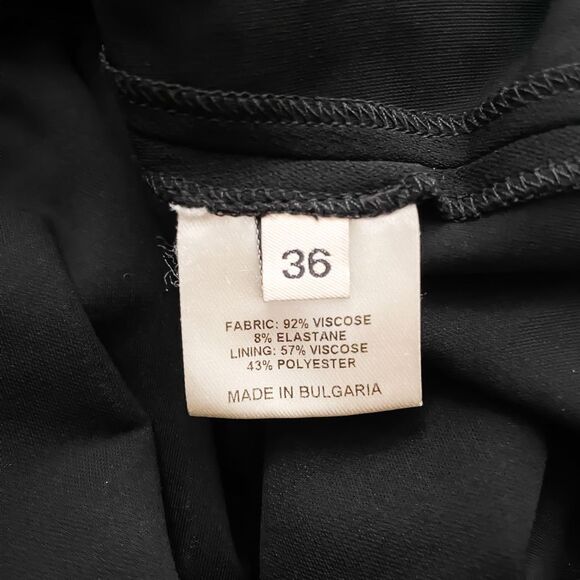 36
FABRIC: 92% VISCOSE
8% ELASTANE
LINING: 57% VISCOSE
43% POLYESTER
MADE IN BULGARIA